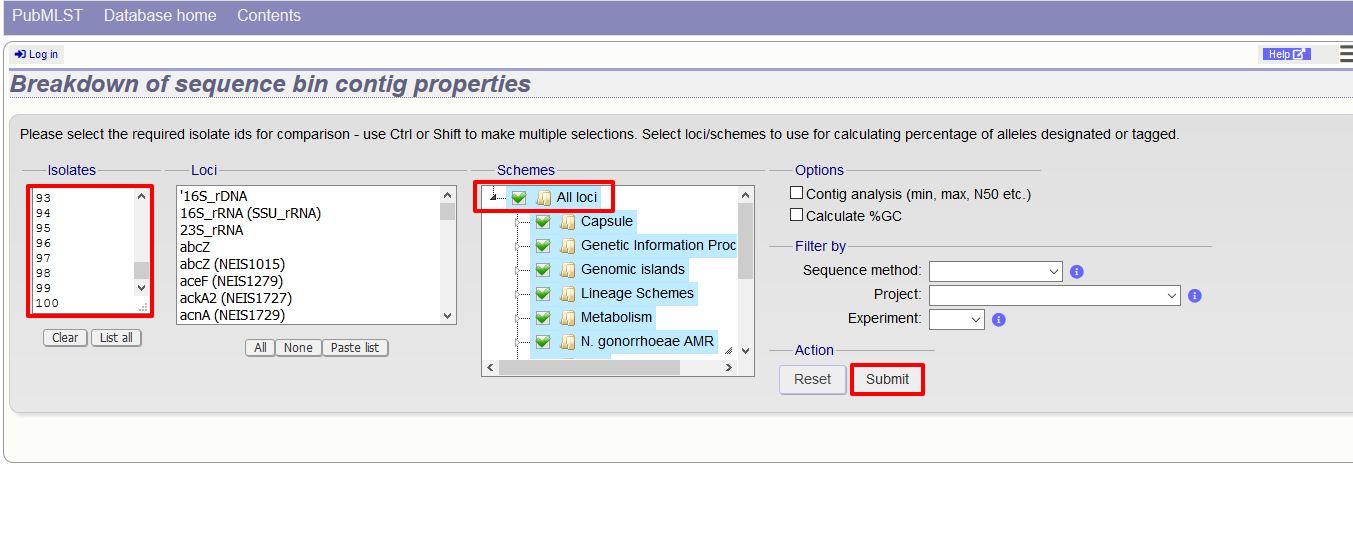 PubMLST Database home Contents
Log in
Help
Breakdown of sequence bin contig properties
Please select the required isolate ids for comparison - use Ctrl or Shift to make multiple selections. Select loci/schemes to use for calculating percentage of alleles designated or tagged.
Isolates
93
94
95
96
97
98
99
100
Clear List all
Loci
'16S_rDNA
16S_rRNA (SSU_rRNA)
23S_rRNA
abcZ
abcZ (NEIS1015)
aceF (NEIS1279)
ackA2 (NEIS1727)
acnA (NEIS1729)
All None Paste list
Schemes
All loci
Capsule
Genetic Information Proc
Genomic islands
Lineage Schemes
Metabolism
N. gonorrhoeae AMR
Options
Contig analysis (min, max, N50 etc.)
Calculate %GC
Filter by
Sequence method:
Project:
Experiment:
Action
Reset Submit